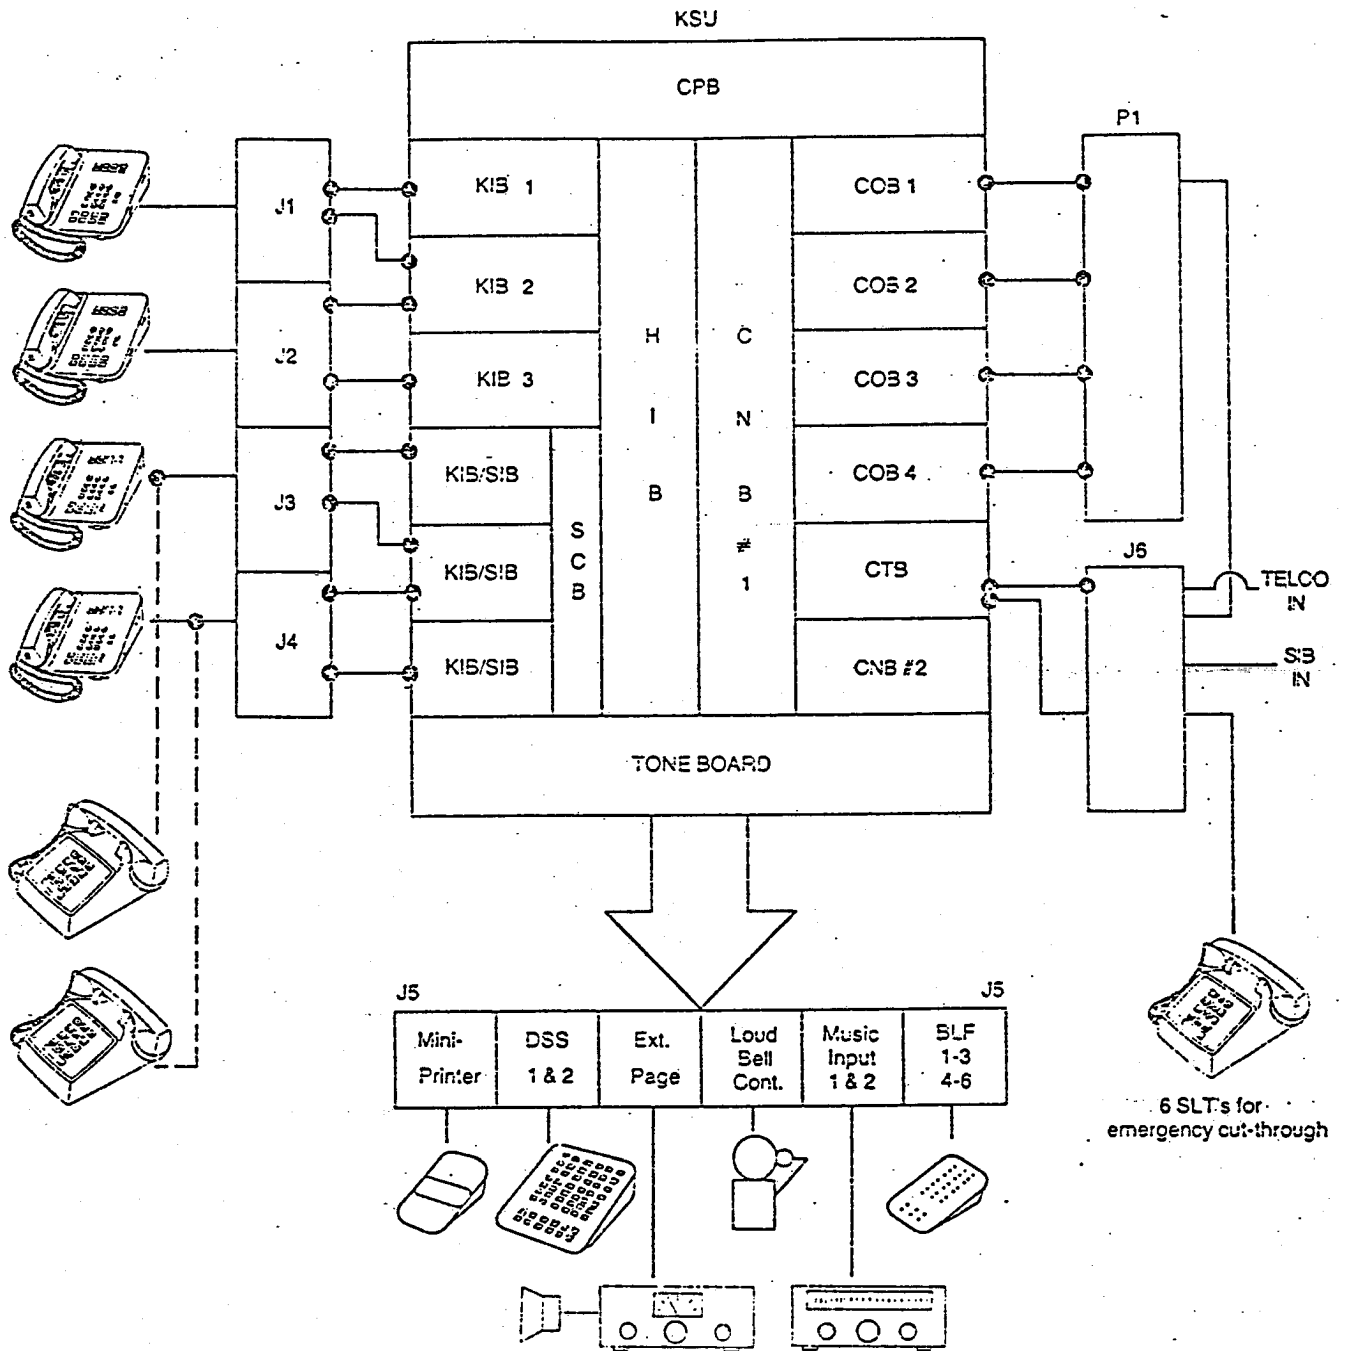 KSU
CPB
P1
J1
KIB 1
COB 1
KIB 2
COB 2
J2
H
I
B
C
N
B
#
1
KIB 3
COB 3
J3
KIB/SIB
S
C
B
COB 4
J6
KIB/SIB
CTB
TELCO
IN
J4
KIB/SIB
CNB #2
SIB
IN
TONE BOARD
J5
J5
Mini-
Printer
DSS
1 & 2
Ext.
Page
Loud
Bell
Cont.
Music
Input
1 & 2
BLF
1-3
4-6
6 SLT's for
emergency cut-through